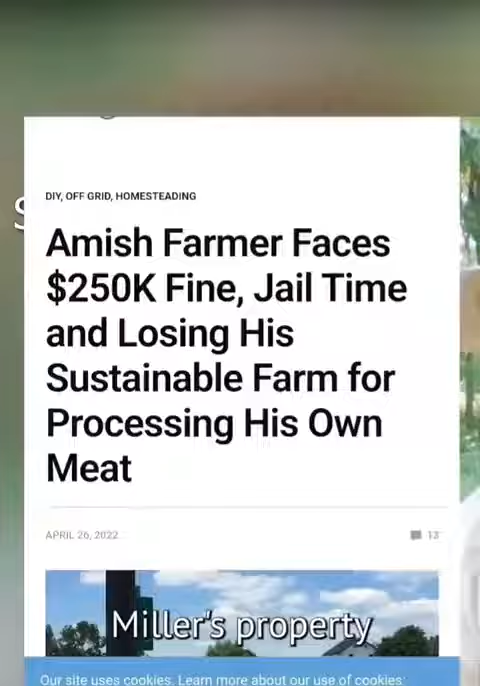 DIY, OFF GRID, HOMESTEADING
Amish Farmer Faces
$250K Fine, Jail Time
and Losing His
Sustainable Farm for
Processing His Own
Meat
APRIL 26, 2022
13
Miller's property
Our site uses cookies. Learn more about our use of cookies: